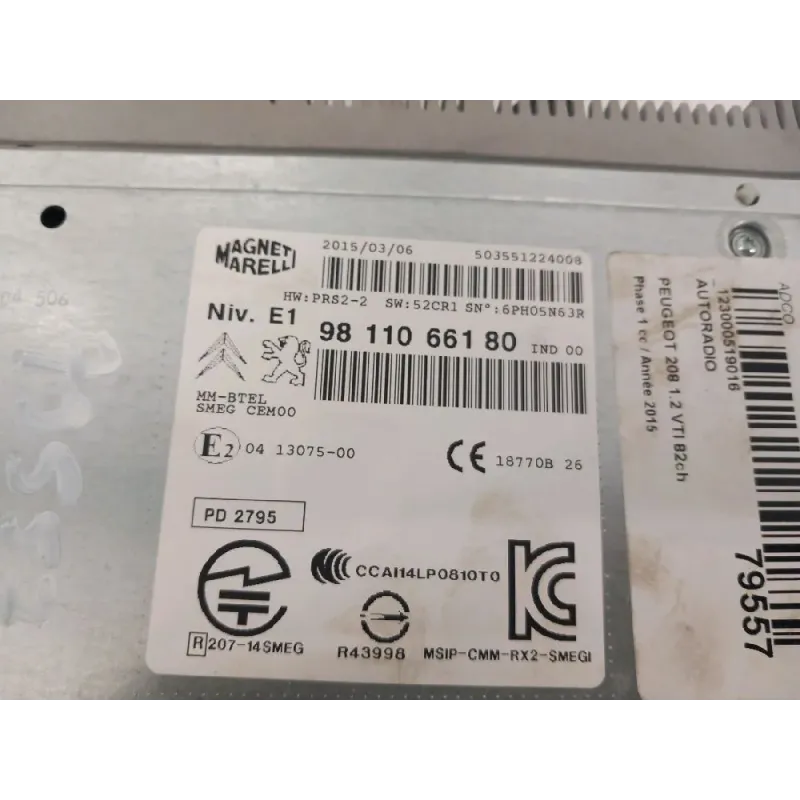 MAGNETI
MARELLI
2015/03/06
503551224008
HW:PRS2-2 SW:52CR1 SN°:6PH05N63R
Niv. E1
98 110 661 80 IND 00
MM-BTEL
SMEG CEM00
E2 04 13075-00
CE 18770B 26
PD 2795
CCAI14LP0810T0
R 207-14SMEG
R43998
MSIP-CMM-RX2-SMEGI
ADCO
123000519016
AUTORADIO
PEUGEOT 208 1.2 VTI 82ch
Phase 1 cc / Année 2015
79557
506